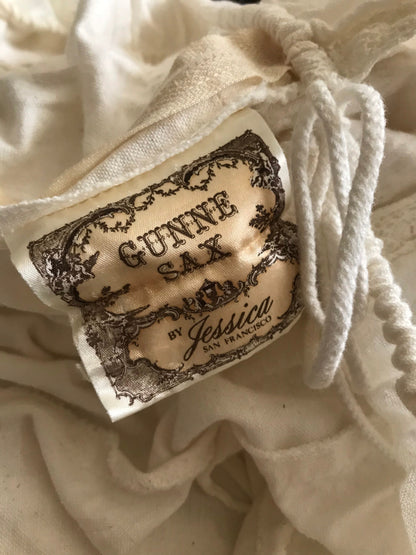 GUNNE
SAX
BY Jessica
SAN FRANCISCO